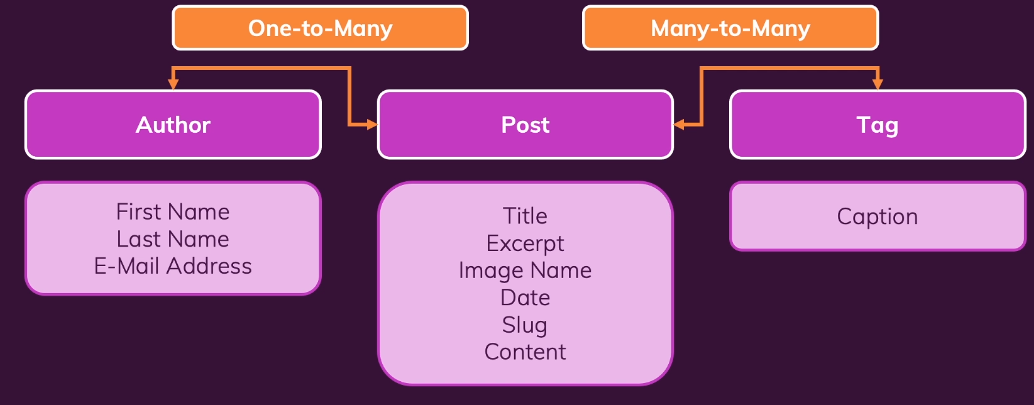 One-to-Many
Many-to-Many
Author
Post
Tag
First Name
Last Name
E-Mail Address
Title
Excerpt
Image Name
Date
Slug
Content
Caption